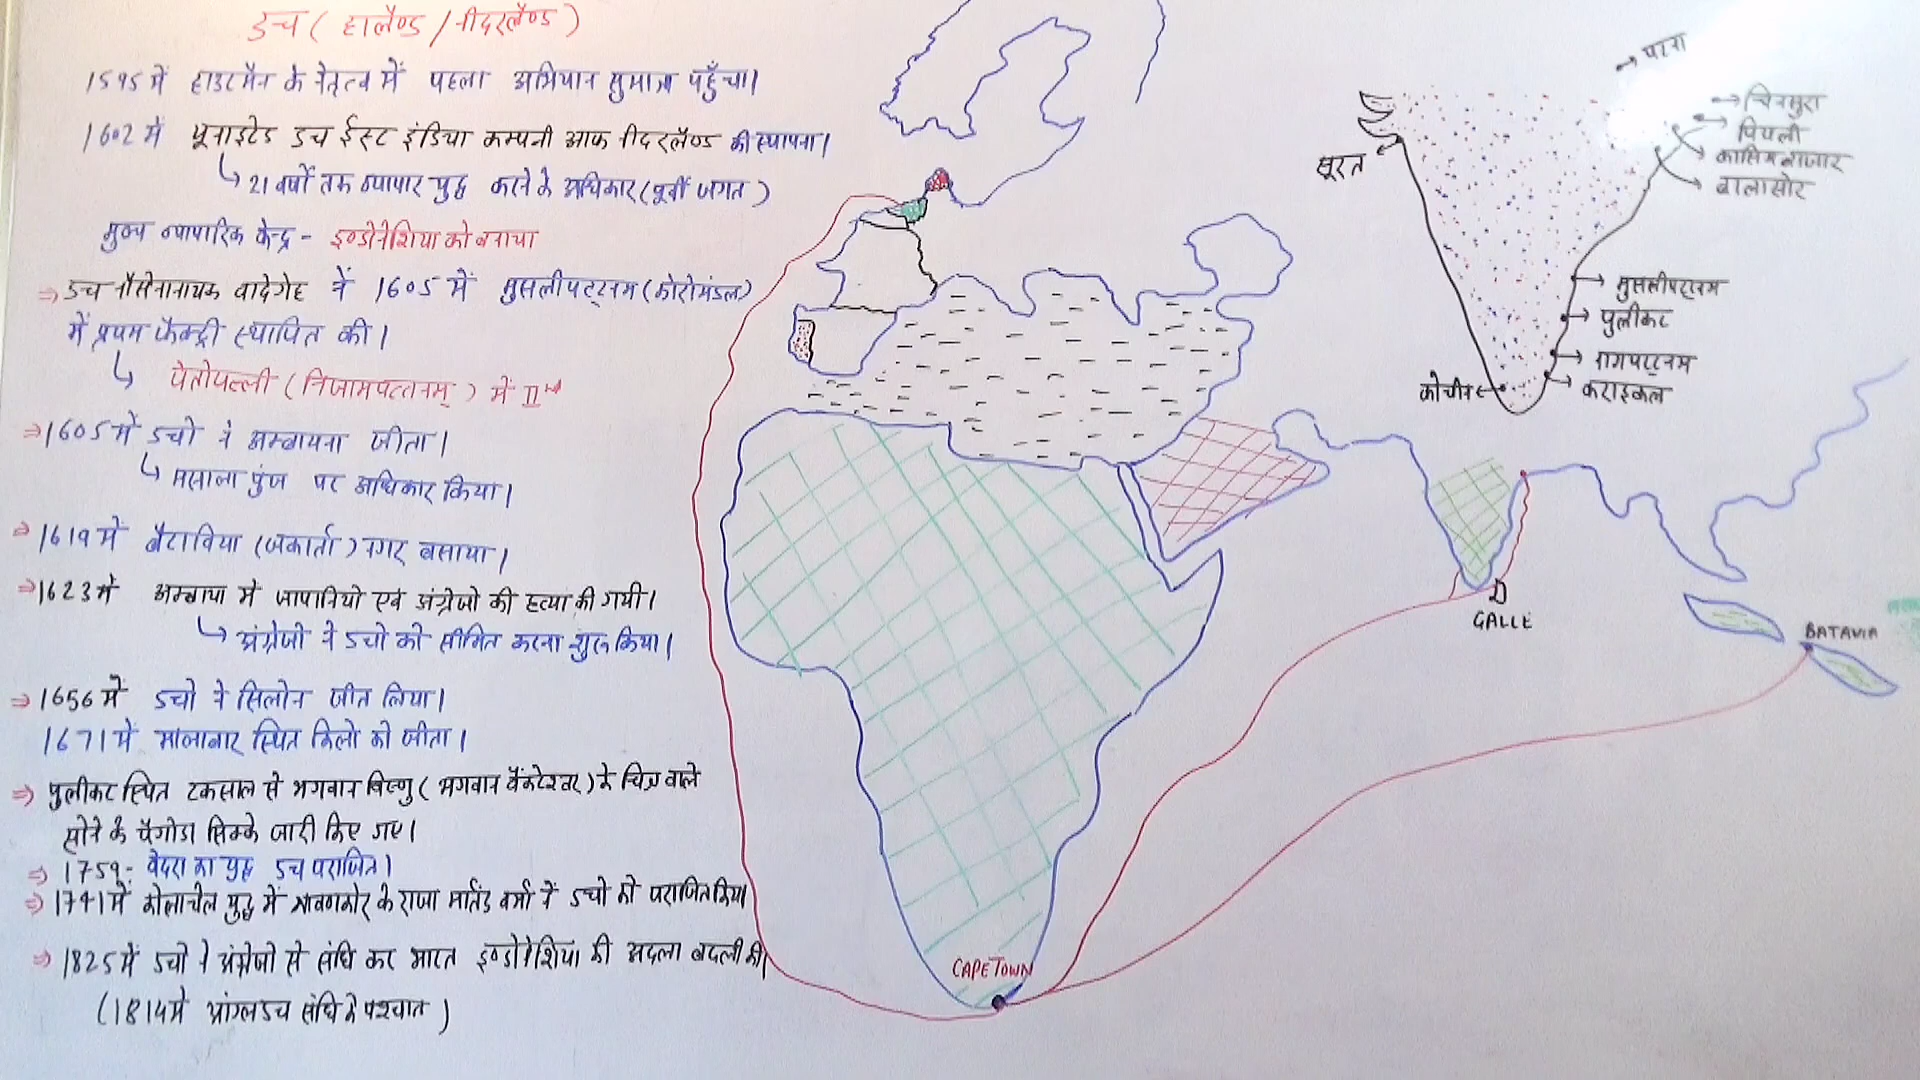 डच ( हालैण्ड / नीदरलैण्ड )
1595 में हाउटमैन के नेतृत्व में पहला अभियान सुमात्रा पहुँचा।
1602 में यूनाइटेड डच ईस्ट इंडिया कम्पनी आफ नीदरलैण्ड की स्थापना।
21 वर्षो तक व्यापार युद्ध करने के अधिकार (पूर्वी जगत )
मुख्य व्यापारिक केन्द्र - इण्डोनेशिया को बनाया
⇒ डच नौसेनानायक वादेगेह ने 1605 में मुसलीपट्टनम (कोरोमंडल)
में प्रथम फैक्ट्री स्थापित की।
पेतोपल्ली ( निजामपत्तनम् ) में IInd
⇒ 1605 में डचो ने अम्बायना जीता।
मसाला पुंज पर अधिकार किया।
⇒ 1619 में बैटाविया (जकार्ता) नगर बसाया।
⇒ 1623 में अम्बाया में जापानियो एवं अंग्रेजो की हत्या की गयी।
अंग्रेजो ने डचो को सीमित करना शुरू किया।
⇒ 1656 में डचो ने सिलोन जीत लिया।
1671 में मालाबार स्थित किलो को जीता।
⇒ पुलीकट स्थित टकसाल से भगवान विष्णु ( भगवान वैंकटेश्वर ) के चित्र वाले
सोने के पैगोडा सिक्के जारी किए गए।
⇒ 1759 - वेदरा का युद्ध डच पराजित।
⇒ 1741 में कोलाचेल युद्ध में त्रावणकोर के राजा मार्तंड वर्मा ने डचो को पराजित किया
⇒ 1825 में डचो ने अंग्रेजो से संधि कर भारत इण्डोनेशिया की अदला बदली की।
(1814 में आंग्ल डच संधि के पश्चात )
पटना
चिनसुरा
पिपली
कासिमबाजार
बालासोर
सूरत
मुसलीपट्टनम
पुलीकट
नागपट्टनम
कराइकल
कोचीन
GALLE
BATAVIA
CAPE TOWN